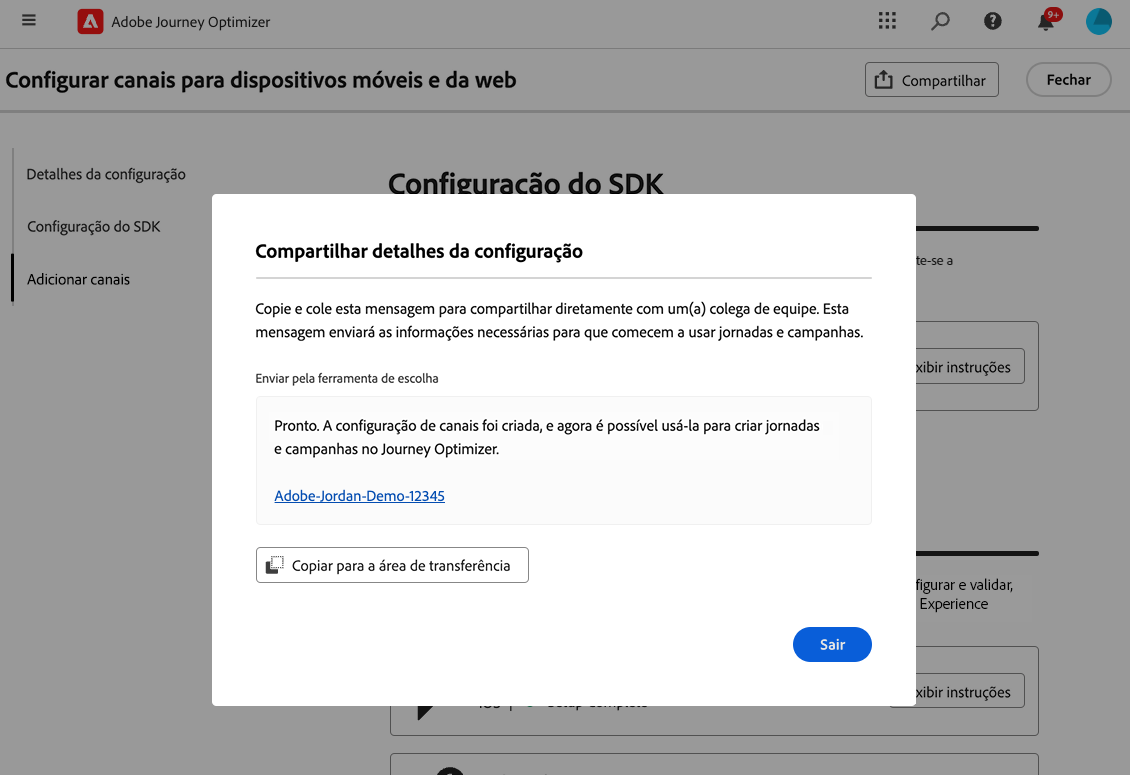 Adobe Journey Optimizer
9+
Configurar canais para dispositivos móveis e da web
Compartilhar
Fechar
Detalhes da configuração
Configuração do SDK
Adicionar canais
Configuração do SDK
te-se a
xibir instruções
Compartilhar detalhes da configuração
Copie e cole esta mensagem para compartilhar diretamente com um(a) colega de equipe. Esta
mensagem enviará as informações necessárias para que comecem a usar jornadas e campanhas.
Enviar pela ferramenta de escolha
Pronto. A configuração de canais foi criada, e agora é possível usá-la para criar jornadas
e campanhas no Journey Optimizer.
Adobe-Jordan-Demo-12345
Copiar para a área de transferência
Sair
figurar e validar,
Experience
xibir instruções